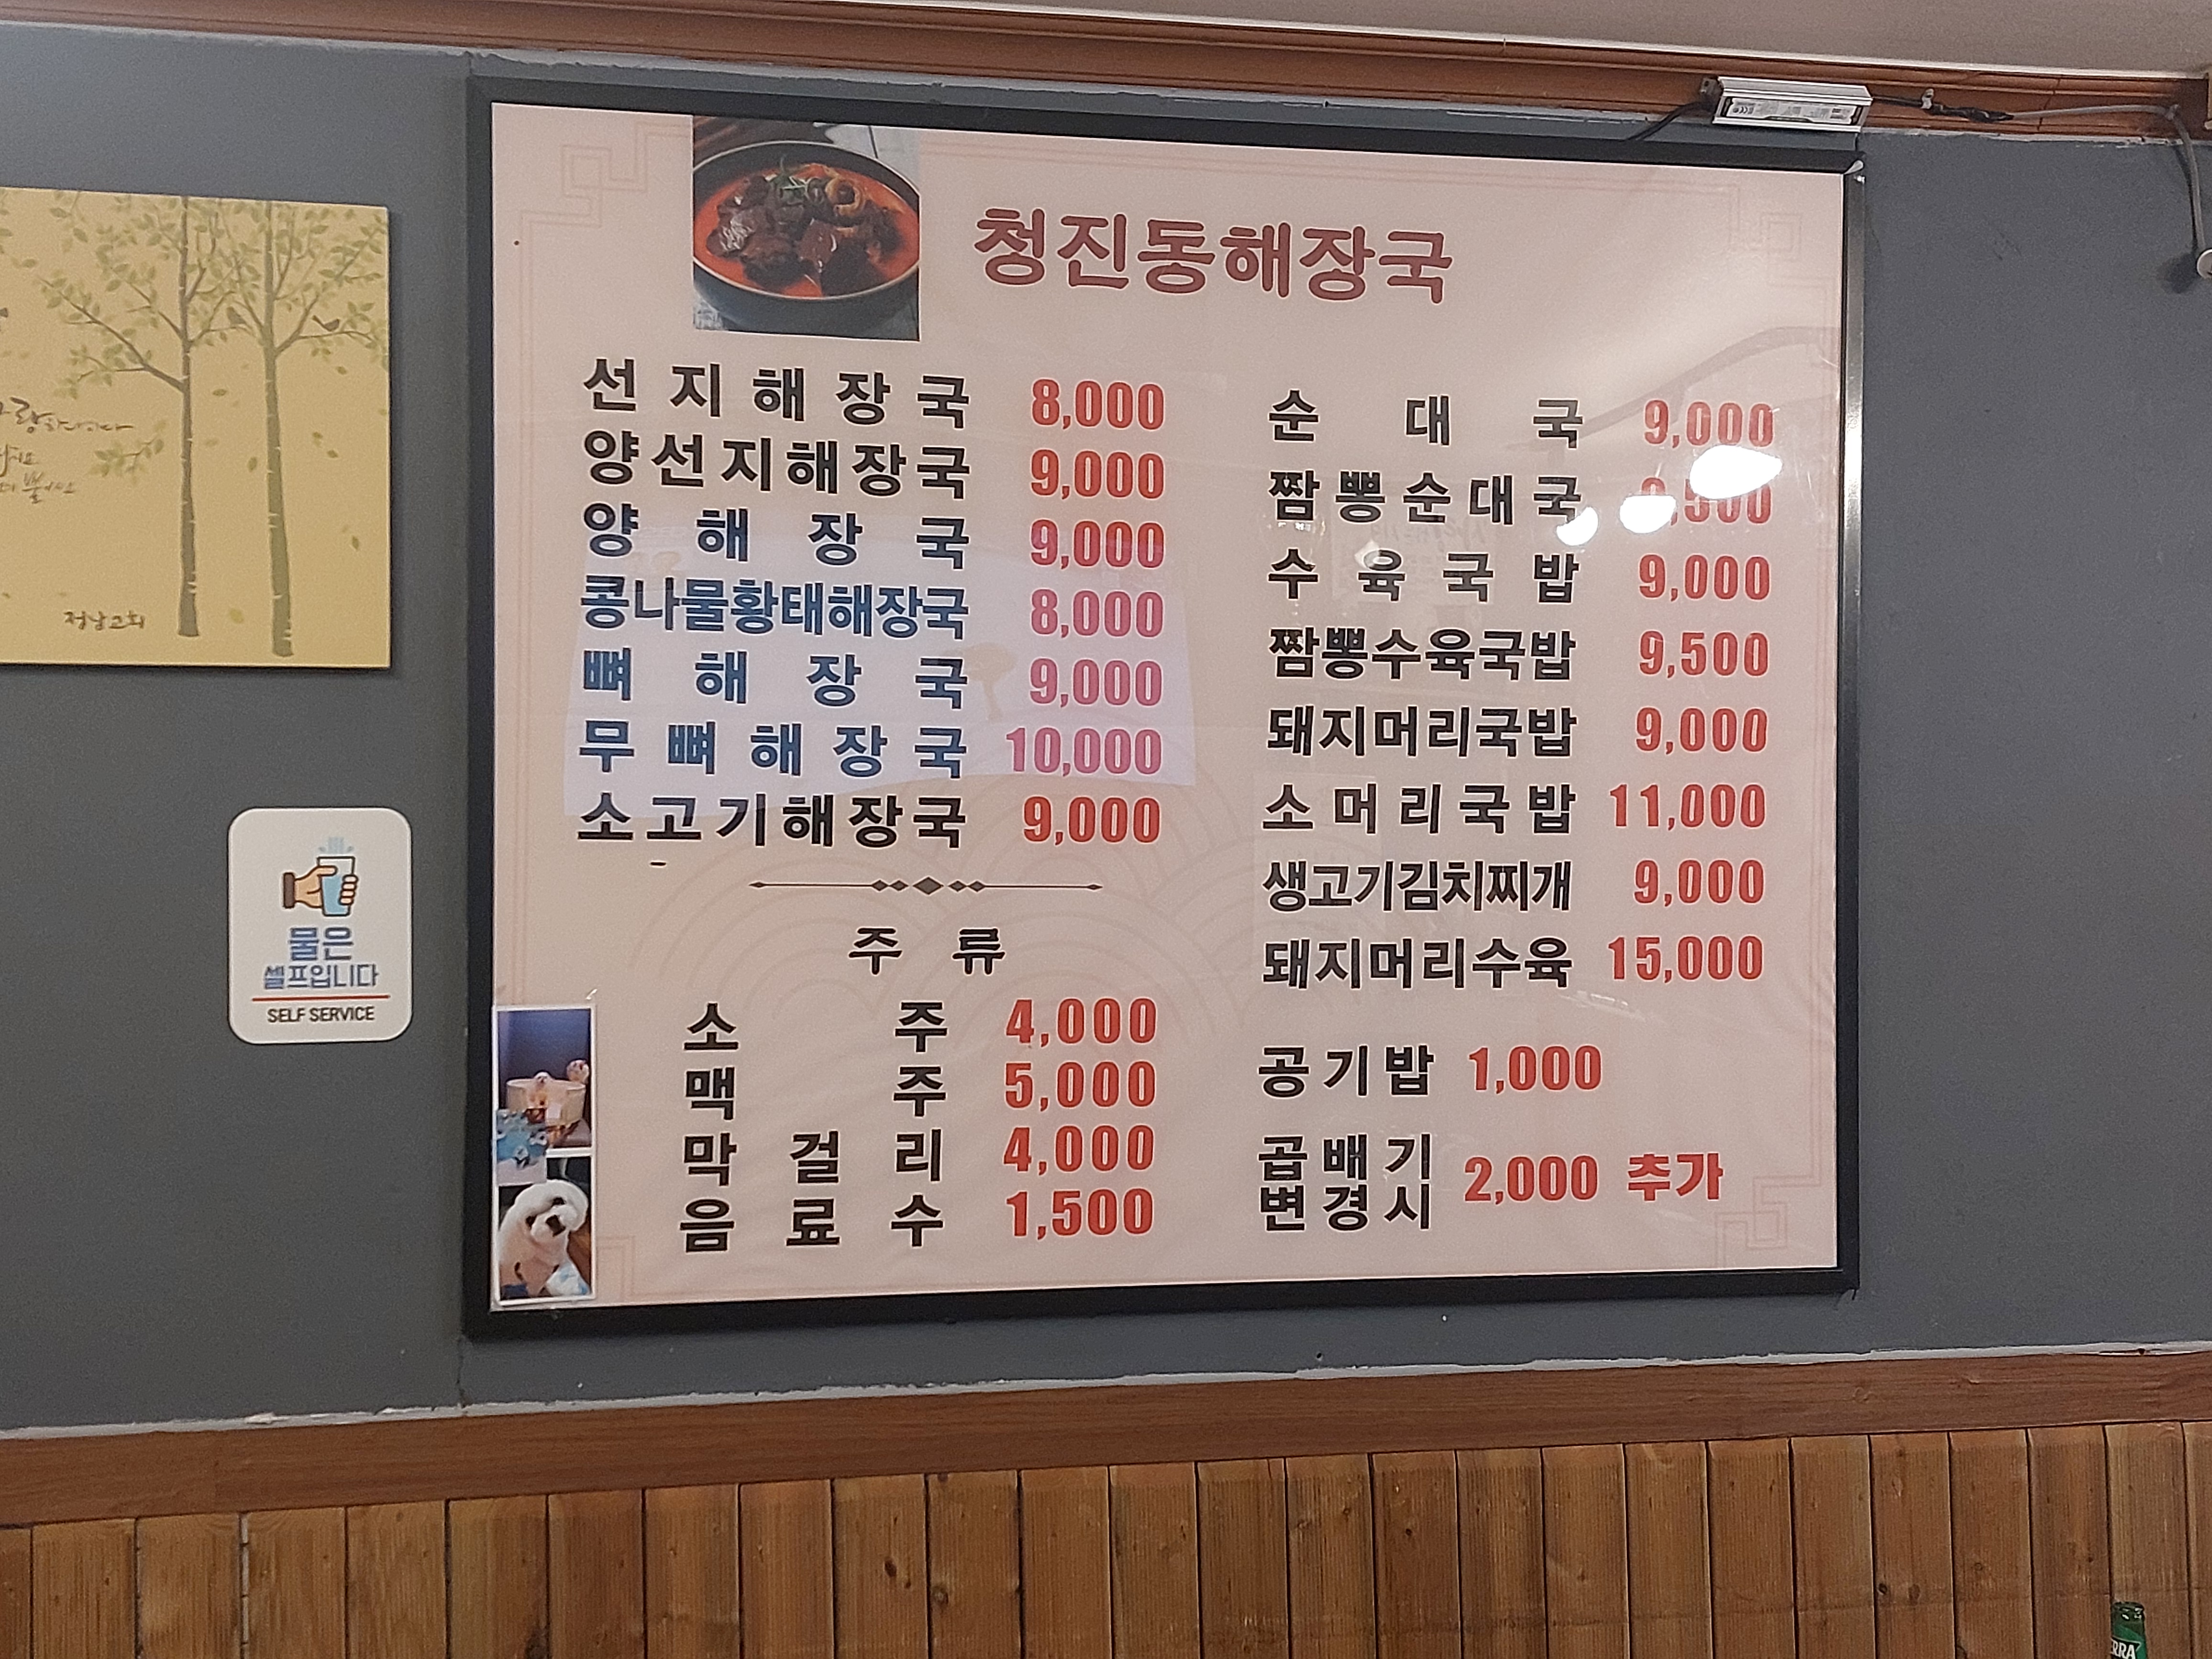 청진동해장국
선지해장국 8,000
양선지해장국 9,000
양해장국 9,000
콩나물황태해장국 8,000
뼈해장국 9,000
무뼈해장국 10,000
소고기해장국 9,000
주류
소주 4,000
맥주 5,000
막걸리 4,000
음료수 1,500
순대국 9,000
짬뽕순대국
수육국밥 9,000
짬뽕수육국밥 9,500
돼지머리국밥 9,000
소머리국밥 11,000
생고기김치찌개 9,000
돼지머리수육 15,000
공기밥 1,000
곱배기
변경시 2,000 추가
정남교회
물은
셀프입니다
SELF SERVICE